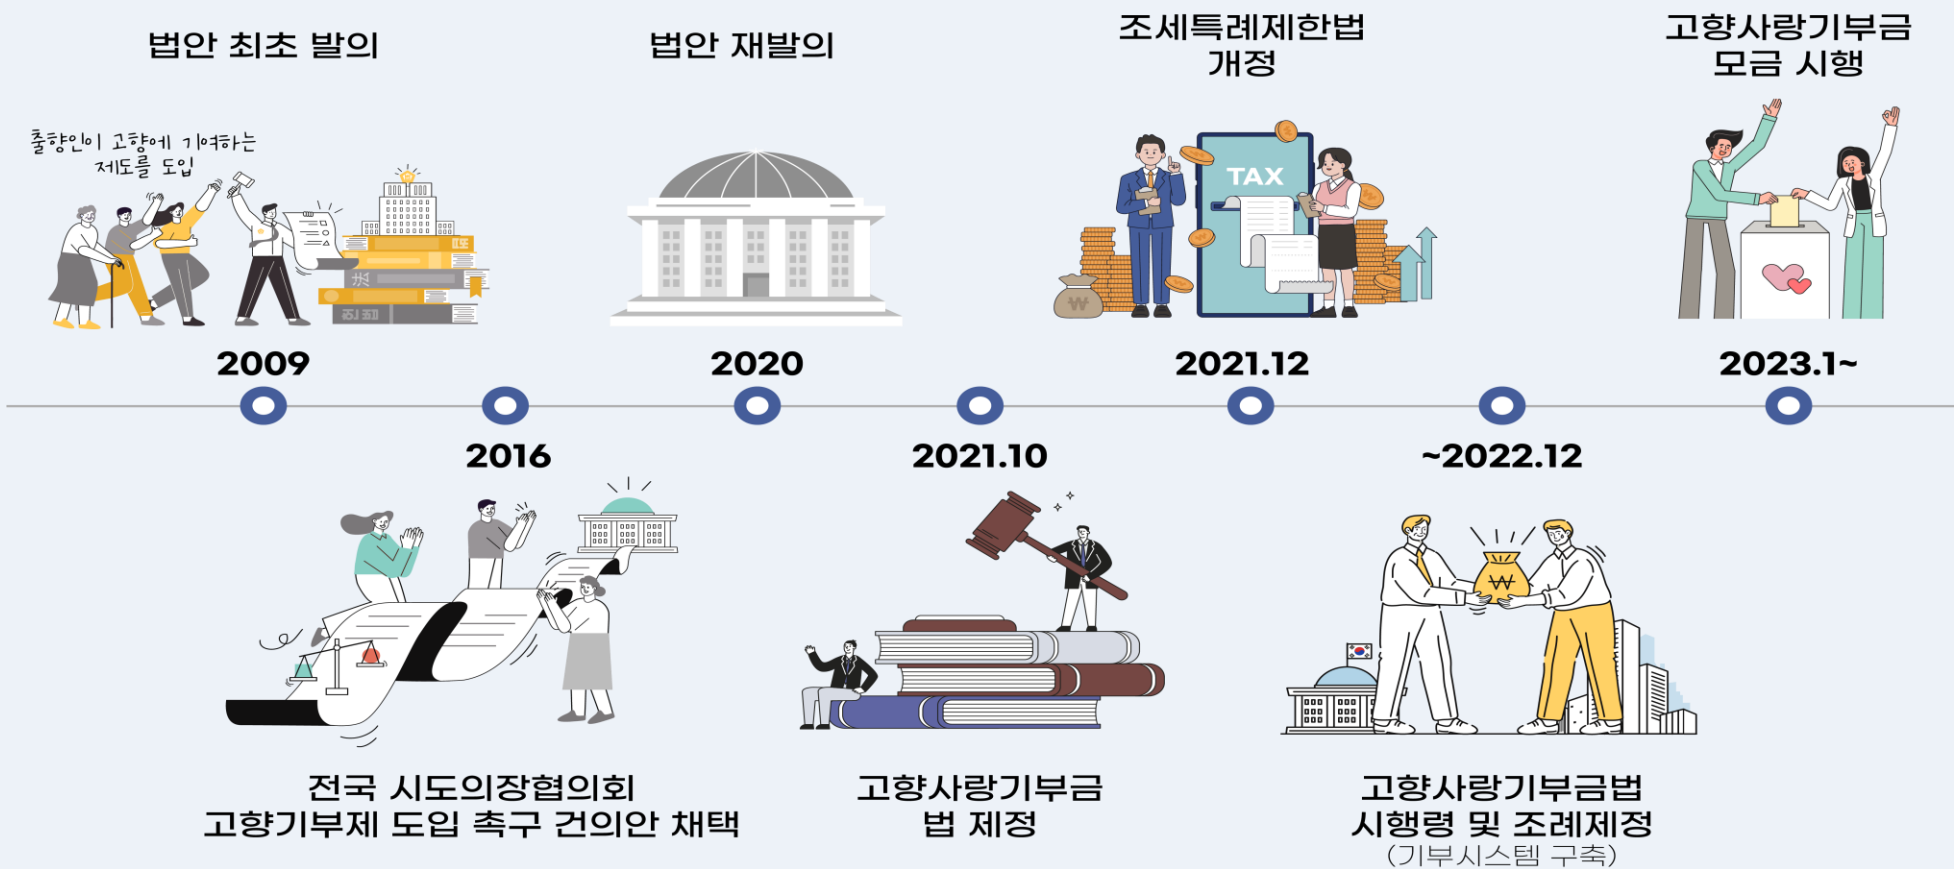 법안 최초 발의
출향인이 고향에 기여하는
제도를 도입
2009
2016
전국 시도의장협의회
고향기부제 도입 촉구 건의안 채택
법안 재발의
2020
2021.10
고향사랑기부금
법 제정
조세특례제한법
개정
TAX
2021.12
~2022.12
고향사랑기부금법
시행령 및 조례제정
(기부시스템 구축)
고향사랑기부금
모금 시행
2023.1~